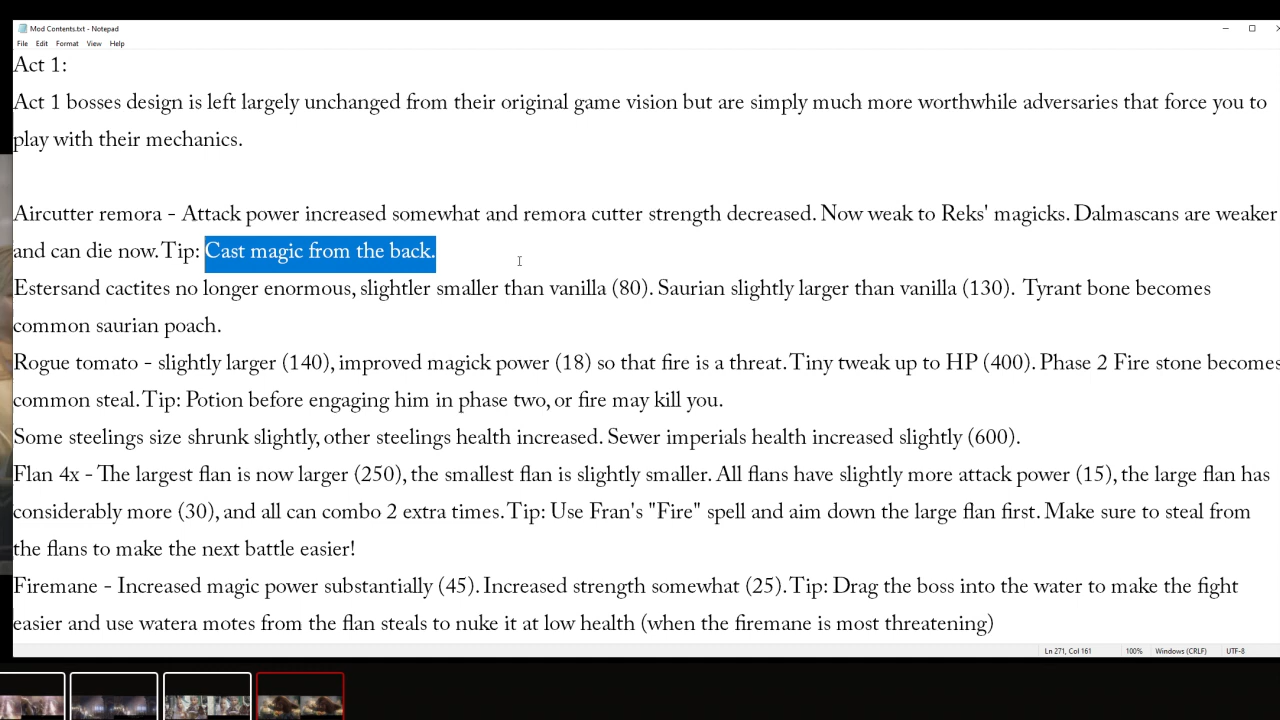 Mod Contents.txt - Notepad
File Edit Format View Help
Act 1:
Act 1 bosses design is left largely unchanged from their original game vision but are simply much more worthwhile adversaries that force you to
play with their mechanics.
Aircutter remora - Attack power increased somewhat and remora cutter strength decreased. Now weak to Reks' magicks. Dalmascans are weaker
and can die now. Tip: Cast magic from the back.
Estersand cactites no longer enormous, slightler smaller than vanilla (80). Saurian slightly larger than vanilla (130). Tyrant bone becomes
common saurian poach.
Rogue tomato - slightly larger (140), improved magick power (18) so that fire is a threat. Tiny tweak up to HP (400). Phase 2 Fire stone becomes
common steal. Tip: Potion before engaging him in phase two, or fire may kill you.
Some steelings size shrunk slightly, other steelings health increased. Sewer imperials health increased slightly (600).
Flan 4x - The largest flan is now larger (250), the smallest flan is slightly smaller. All flans have slightly more attack power (15), the large flan has
considerably more (30), and all can combo 2 extra times. Tip: Use Fran's "Fire" spell and aim down the large flan first. Make sure to steal from
the flans to make the next battle easier!
Firemane - Increased magic power substantially (45). Increased strength somewhat (25). Tip: Drag the boss into the water to make the fight
easier and use watera motes from the flan steals to nuke it at low health (when the firemane is most threatening)
Ln 271, Col 161 100% Windows (CRLF) UTF-8